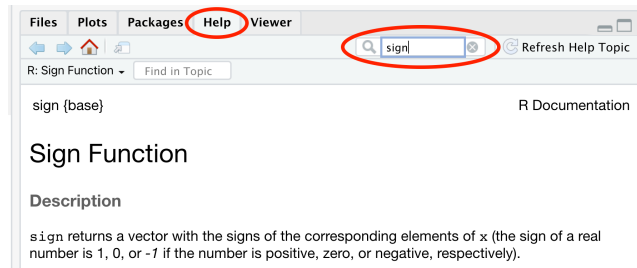 Files Plots Packages Help Viewer
sign Refresh Help Topic
R: Sign Function Find in Topic
sign {base} R Documentation
Sign Function
Description
sign returns a vector with the signs of the corresponding elements of x (the sign of a real
number is 1, 0, or -1 if the number is positive, zero, or negative, respectively).